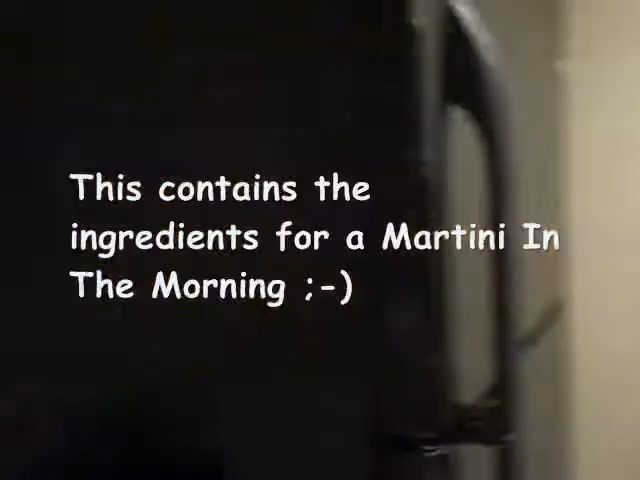 This contains the
ingredients for a Martini In
The Morning ;-)